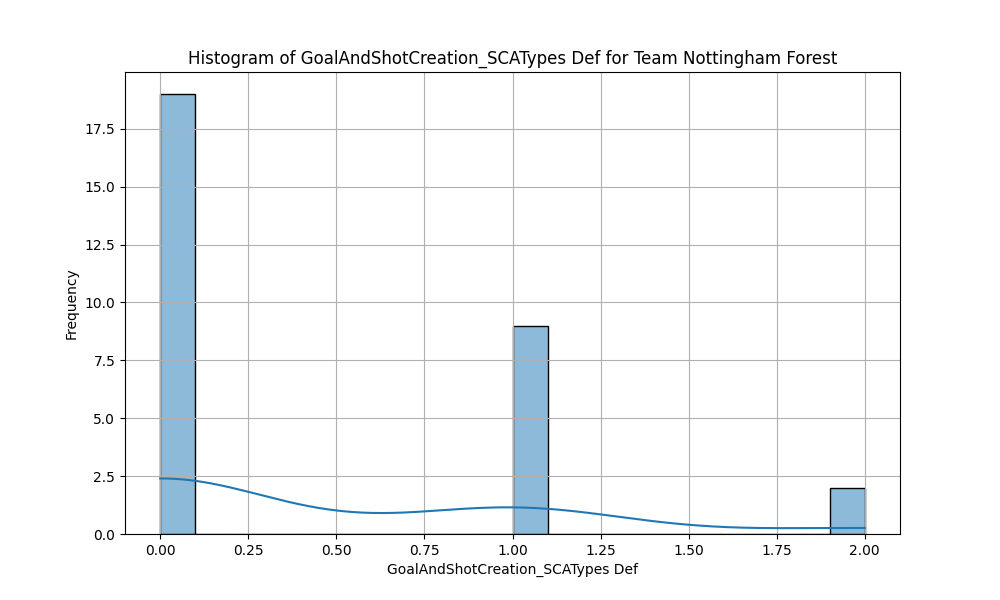 Histogram of GoalAndShotCreation_SCATypes Def for Team Nottingham Forest
Frequency
17.5
15.0
12.5
10.0
7.5
5.0
2.5
0.0
0.00 0.25 0.50 0.75 1.00 1.25 1.50 1.75 2.00
GoalAndShotCreation_SCATypes Def